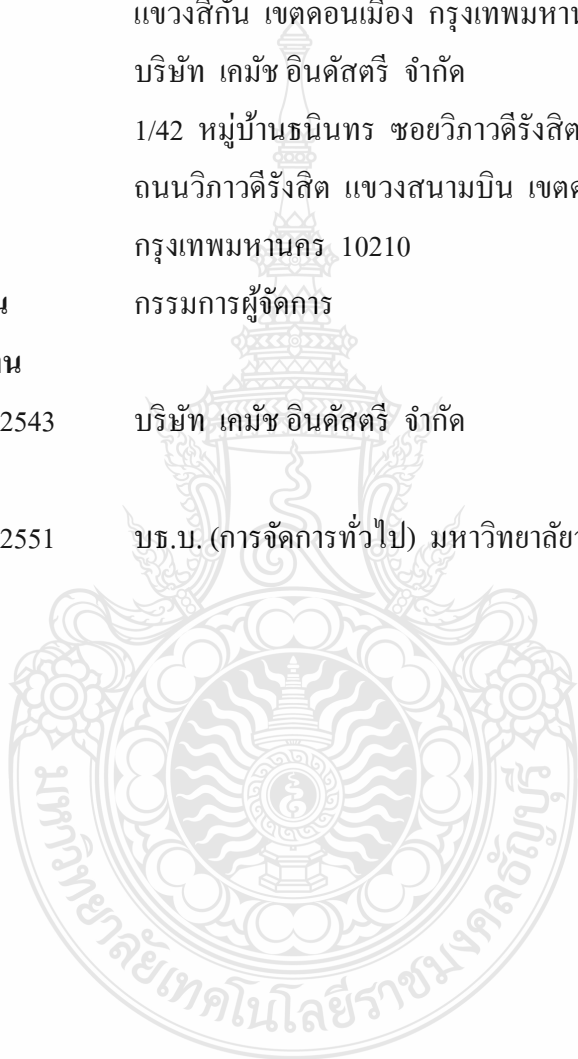 แขวงสีกัน เขตดอนเมือง กรุงเทพมหาน
บริษัท เคมัช อินดัสตรี จำกัด
1/42 หมู่บ้านธนินทร ซอยวิภาวดีรังสิต
ถนนวิภาวดีรังสิต แขวงสนามบิน เขตด
กรุงเทพมหานคร 10210
น กรรมการผู้จัดการ
าน
2543 บริษัท เคมัช อินดัสตรี จำกัด
2551 บธ.บ. (การจัดการทั่วไป) มหาวิทยาลัย
มหาวิทยาลัยเทคโนโลยีราชมงคลธัญบุรี